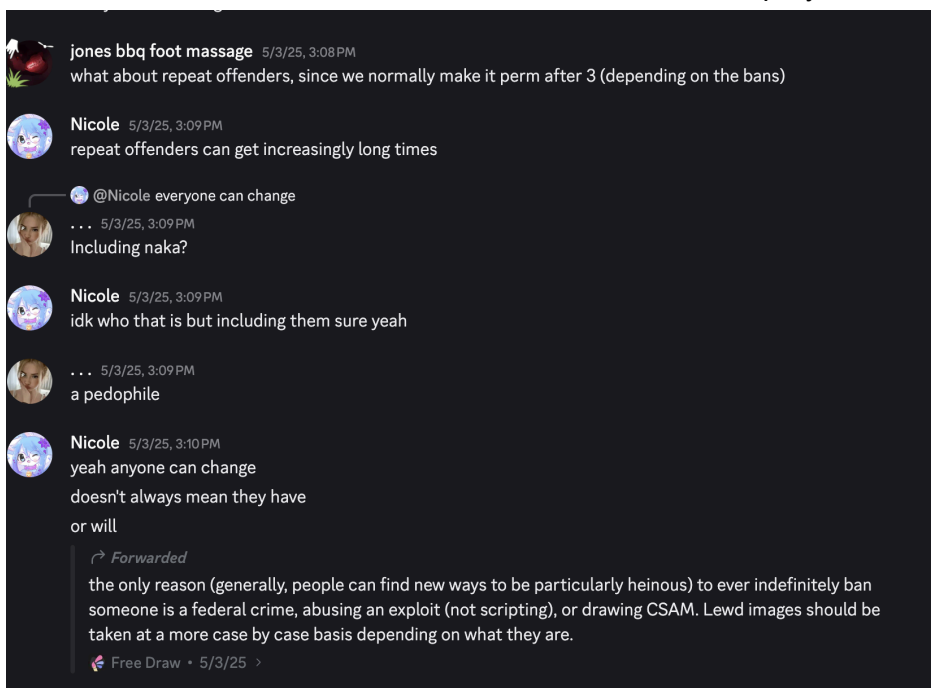 jones bbq foot massage 5/3/25, 3:08 PM
what about repeat offenders, since we normally make it perm after 3 (depending on the bans)
Nicole 5/3/25, 3:09 PM
repeat offenders can get increasingly long times
@Nicole everyone can change
... 5/3/25, 3:09 PM
Including naka?
Nicole 5/3/25, 3:09 PM
idk who that is but including them sure yeah
... 5/3/25, 3:09 PM
a pedophile
Nicole 5/3/25, 3:10 PM
yeah anyone can change
doesn't always mean they have
or will
Forwarded
the only reason (generally, people can find new ways to be particularly heinous) to ever indefinitely ban
someone is a federal crime, abusing an exploit (not scripting), or drawing CSAM. Lewd images should be
taken at a more case by case basis depending on what they are.
Free Draw • 5/3/25 >